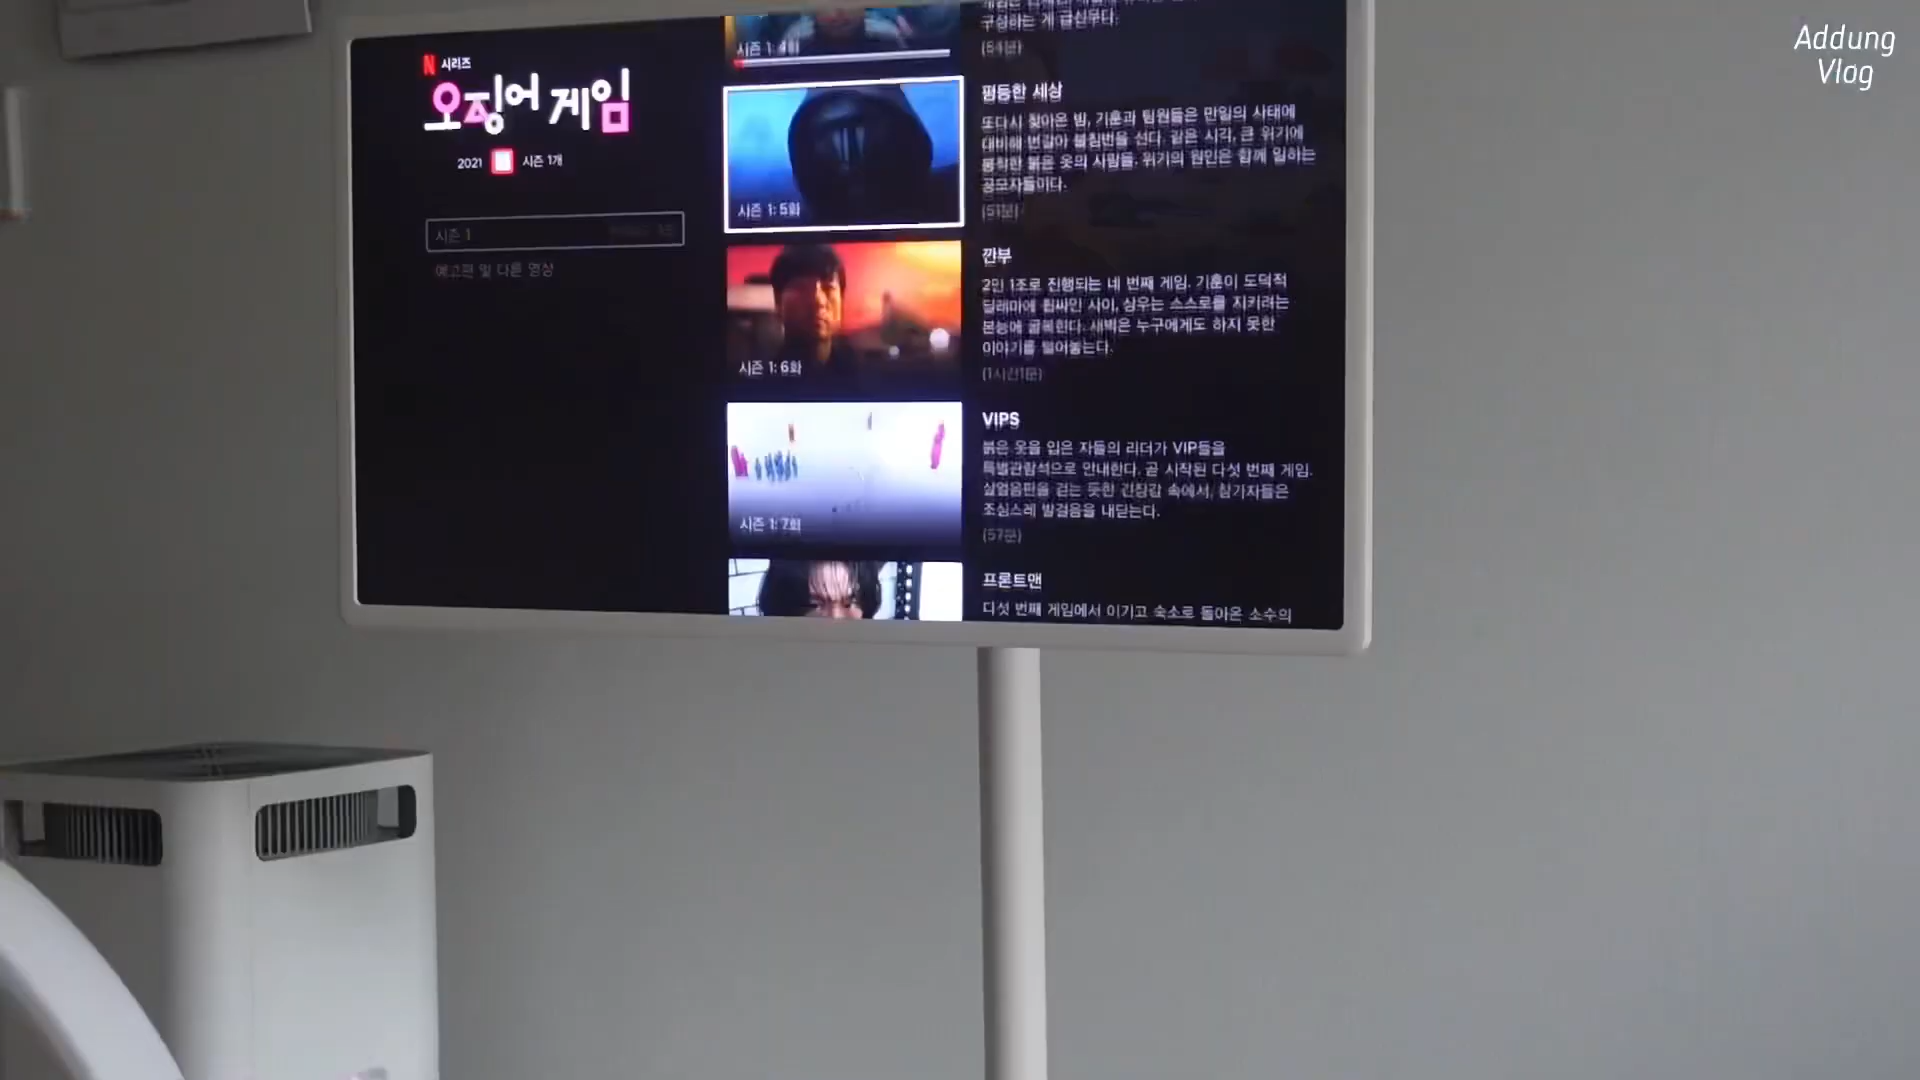 Addung
Vlog
N 시리즈
오징어 게임
2021 시즌 1개
시즌 1
예고편 및 다른 영상
시즌 1: 4화
구성하는 게 급선무다.
(54분)
시즌 1: 5화
평등한 세상
또다시 찾아온 밤, 기훈과 팀원들은 만일의 사태에
대비해 번갈아 불침번을 선다. 같은 시각, 큰 위기에
봉착한 붉은 옷의 사람들. 위기의 원인은 함께 일하는
공모자들이다.
(51분)
시즌 1: 6화
깐부
2인 1조로 진행되는 네 번째 게임. 기훈이 도덕적
딜레마에 휩싸인 사이, 상우는 스스로를 지키려는
본능에 굴복한다. 새벽은 누구에게도 하지 못한
이야기를 털어놓는다.
(1시간1분)
시즌 1: 7화
VIPS
붉은 옷을 입은 자들의 리더가 VIP들을
특별관람석으로 안내한다. 곧 시작된 다섯 번째 게임.
살얼음판을 걷는 듯한 긴장감 속에서, 참가자들은
조심스레 발걸음을 내딛는다.
(57분)
프론트맨
다섯 번째 게임에서 이기고 숙소로 돌아온 소수의